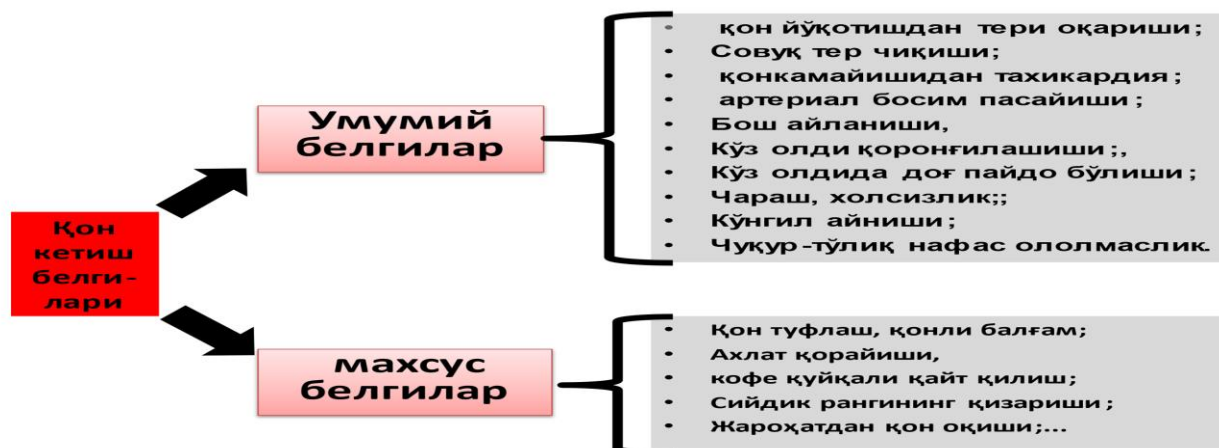 Қон
кетиш
белги-
лари
Умумий
белгилар
• қон йўқотишдан тери оқариши;
• Совуқ тер чиқиши;
• қонкамайишидан тахикардия;
• артериал босим пасайиши;
• Бош айланиши,
• Кўз олди қоронғилашиши;,
• Кўз олдида доғ пайдо бўлиши;
• Чараш, холсизлик;;
• Кўнгил айниши;
• Чуқур-тўлиқ нафас ололмаслик.
махсус
белгилар
• Қон туфлаш, қонли балғам;
• Ахлат қорайиши,
• кофе қуйқали қайт қилиш;
• Сийдик рангининг қизариши;
• Жароҳатдан қон оқиши;...